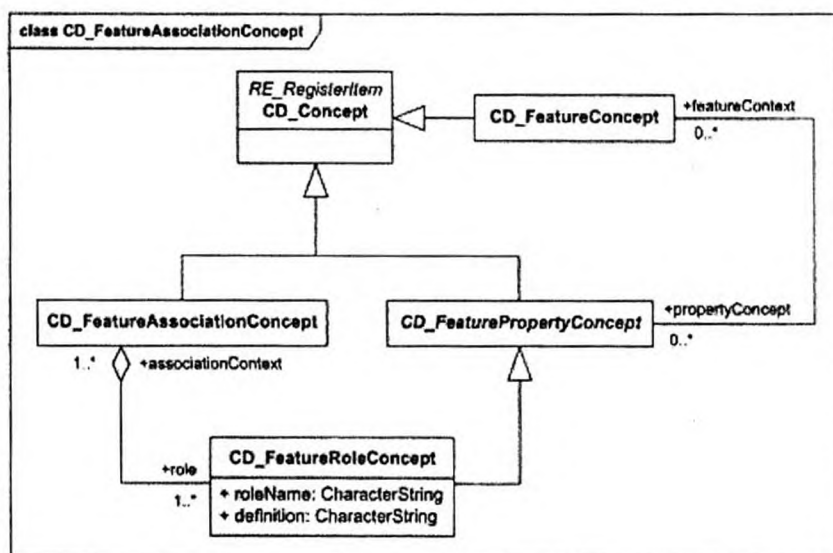 class CD_FeatureAssociationConcept
RE_RegisterItem
CD_Concept
CD_FeatureConcept
+featureContext
0..*
CD_FeatureAssociationConcept
CD_FeaturePropertyConcept
+propertyConcept
0..*
1..*
+associationContext
CD_FeatureRoleConcept
+role
1..*
+ roleName: CharacterString
+ definition: CharacterString